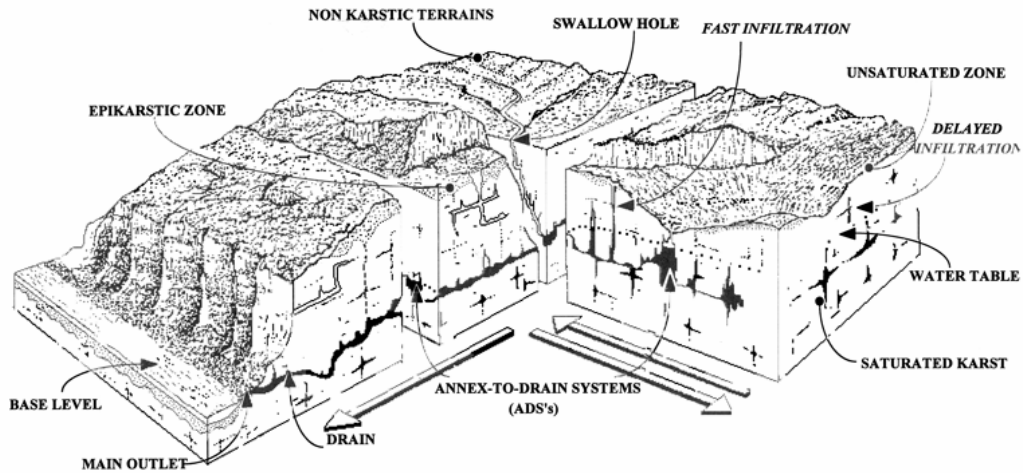 NON KARSTIC TERRAINS
SWALLOW HOLE
FAST INFILTRATION
UNSATURATED ZONE
EPIKARSTIC ZONE
DELAYED
INFILTRATION
WATER TABLE
SATURATED KARST
ANNEX-TO-DRAIN SYSTEMS
(ADS's)
BASE LEVEL
DRAIN
MAIN OUTLET